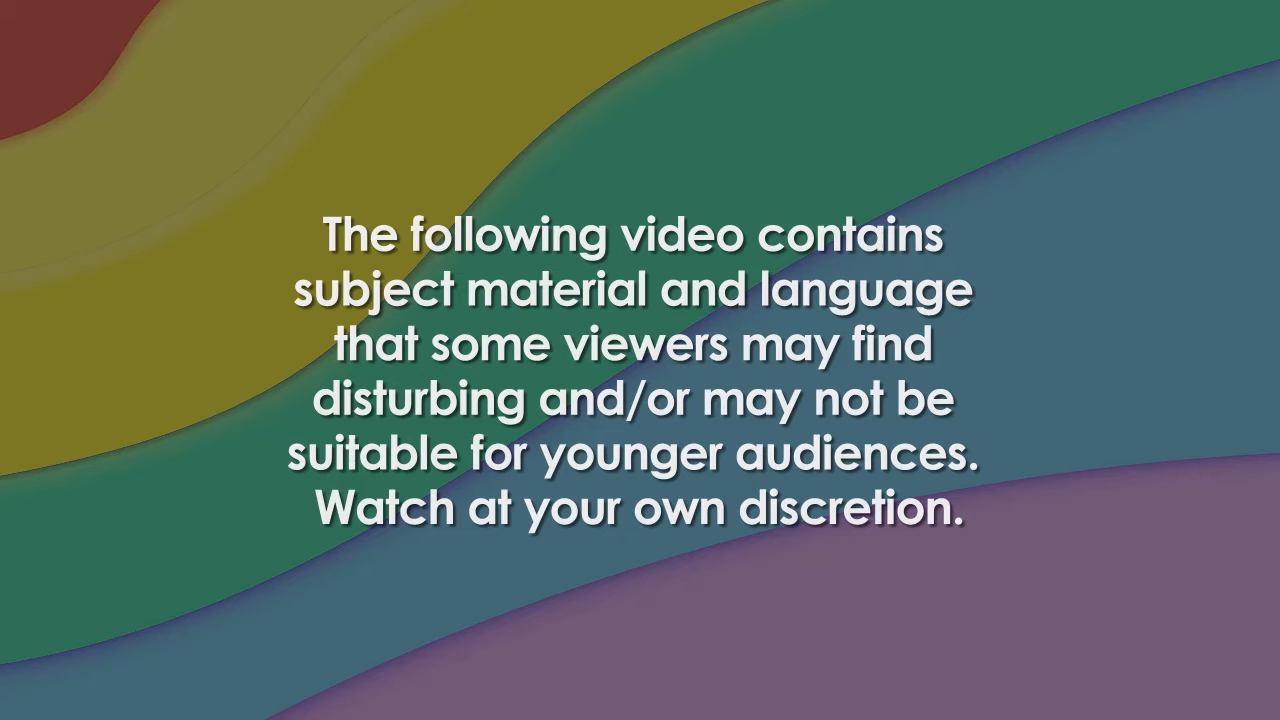 The following video contains
subject material and language
that some viewers may find
disturbing and/or may not be
suitable for younger audiences.
Watch at your own discretion.